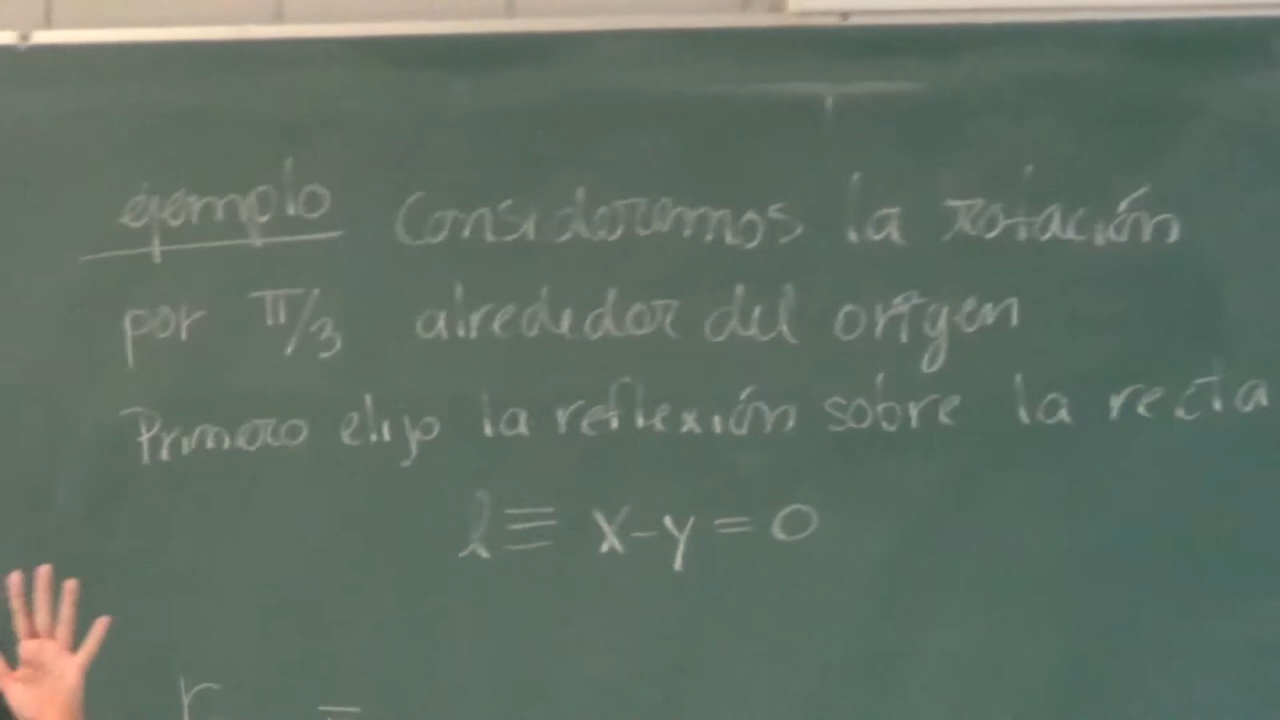 ejemplo Consideremos la rotación
por π/3 alrededor del origen
Primero elijo la reflexión sobre la recta
l ≡ x-y=0